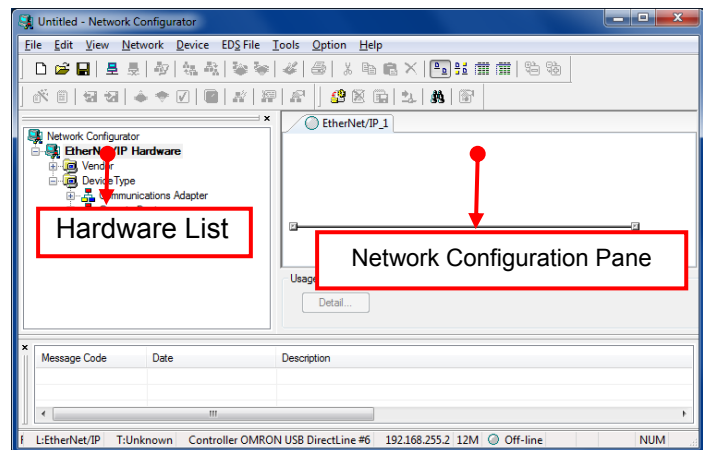 Untitled - Network Configurator
File Edit View Network Device EDS File Tools Option Help
EtherNet/IP_1
Network Configurator
EtherNet/IP Hardware
Vendor
DeviceType
Communications Adapter
Hardware List
Network Configuration Pane
Usage
Detail...
Message Code Date Description
L:EtherNet/IP T:Unknown Controller OMRON USB DirectLine #6 192.168.255.2 12M Off-line NUM